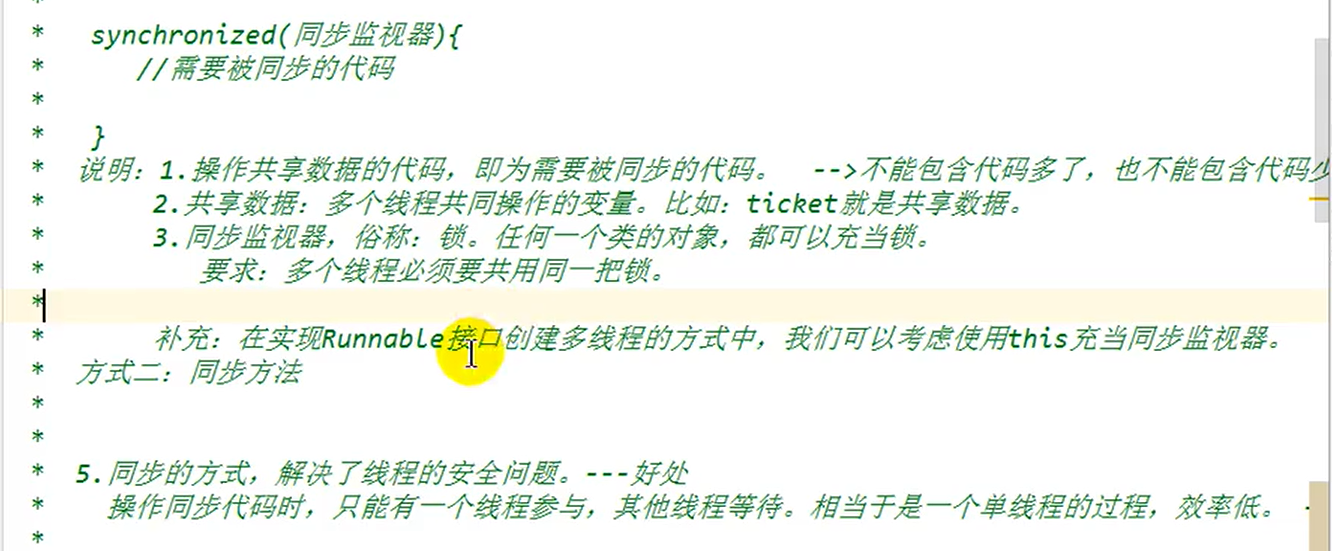 *
* synchronized(同步监视器){
* //需要被同步的代码
*
* }
* 说明：1.操作共享数据的代码，即为需要被同步的代码。 -->不能包含代码多了，也不能包含代码少
* 2.共享数据：多个线程共同操作的变量。比如：ticket就是共享数据。
* 3.同步监视器，俗称：锁。任何一个类的对象，都可以充当锁。
* 要求：多个线程必须要共用同一把锁。
*
* 补充：在实现Runnable接口创建多线程的方式中，我们可以考虑使用this充当同步监视器。
* 方式二：同步方法
*
*
* 5.同步的方式，解决了线程的安全问题。---好处
* 操作同步代码时，只能有一个线程参与，其他线程等待。相当于是一个单线程的过程，效率低。 -
*